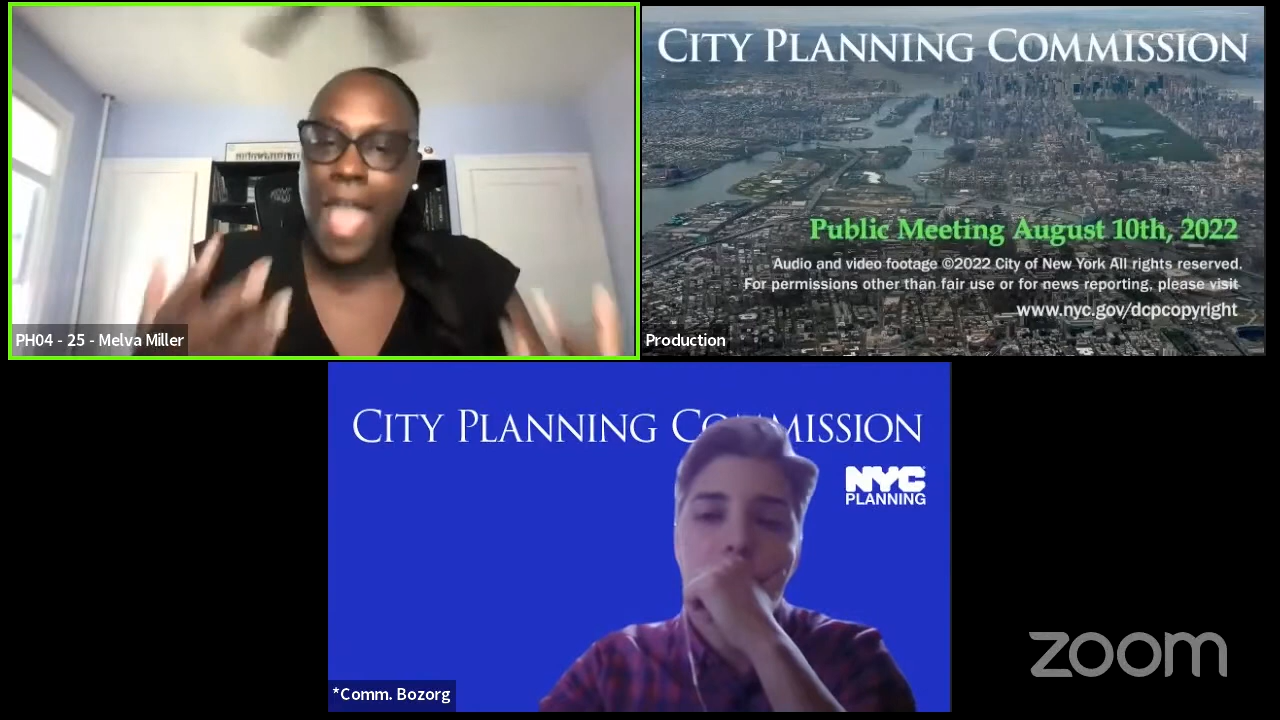 CITY PLANNING COMMISSION
Public Meeting August 10th, 2022
Audio and video footage ©2022 City of New York All rights reserved.
For permissions other than fair use or for news reporting, please visit
www.nyc.gov/dcpcopyright
PH04 - 25 - Melva Miller
Production
CITY PLANNING COMMISSION
NYC
PLANNING
*Comm. Bozorg
zoom